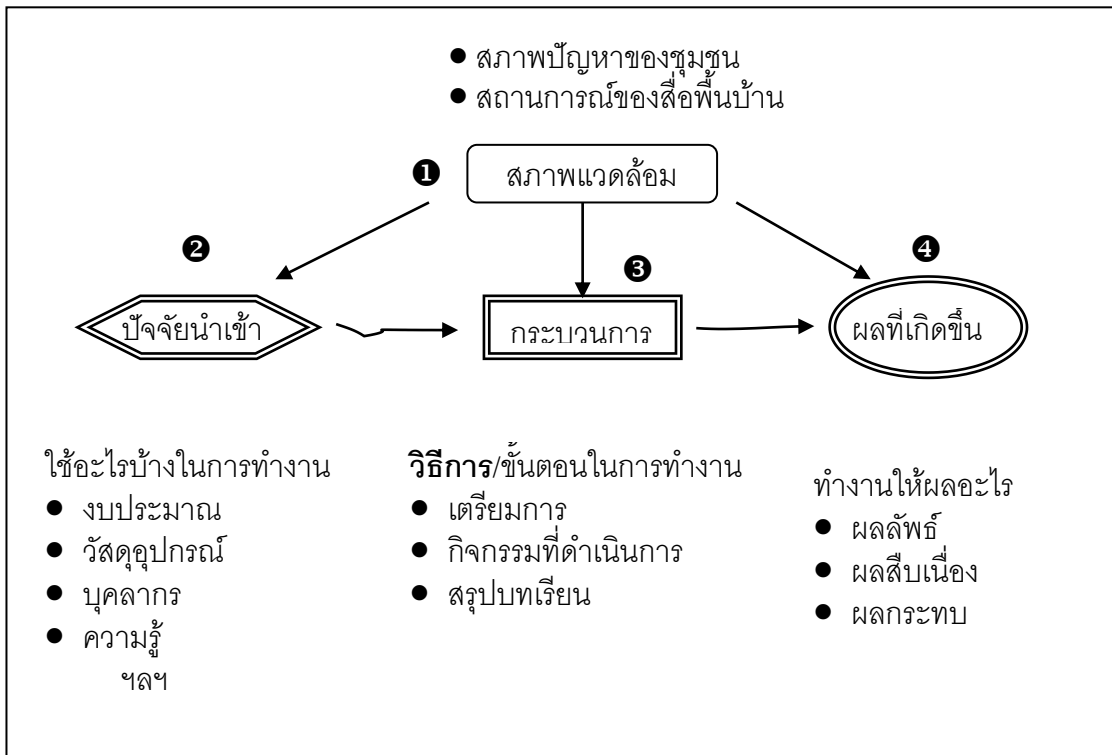 ● สภาพปัญหาของชุมชน
● สถานการณ์ของสื่อพื้นบ้าน
❶ สภาพแวดล้อม
❷ ❸ ❹
ปัจจัยนำเข้า กระบวนการ ผลที่เกิดขึ้น
ใช้อะไรบ้างในการทำงาน
● งบประมาณ
● วัสดุอุปกรณ์
● บุคลากร
● ความรู้
ฯลฯ
วิธีการ/ขั้นตอนในการทำงาน
● เตรียมการ
● กิจกรรมที่ดำเนินการ
● สรุปบทเรียน
ทำงานให้ผลอะไร
● ผลลัพธ์
● ผลสืบเนื่อง
● ผลกระทบ